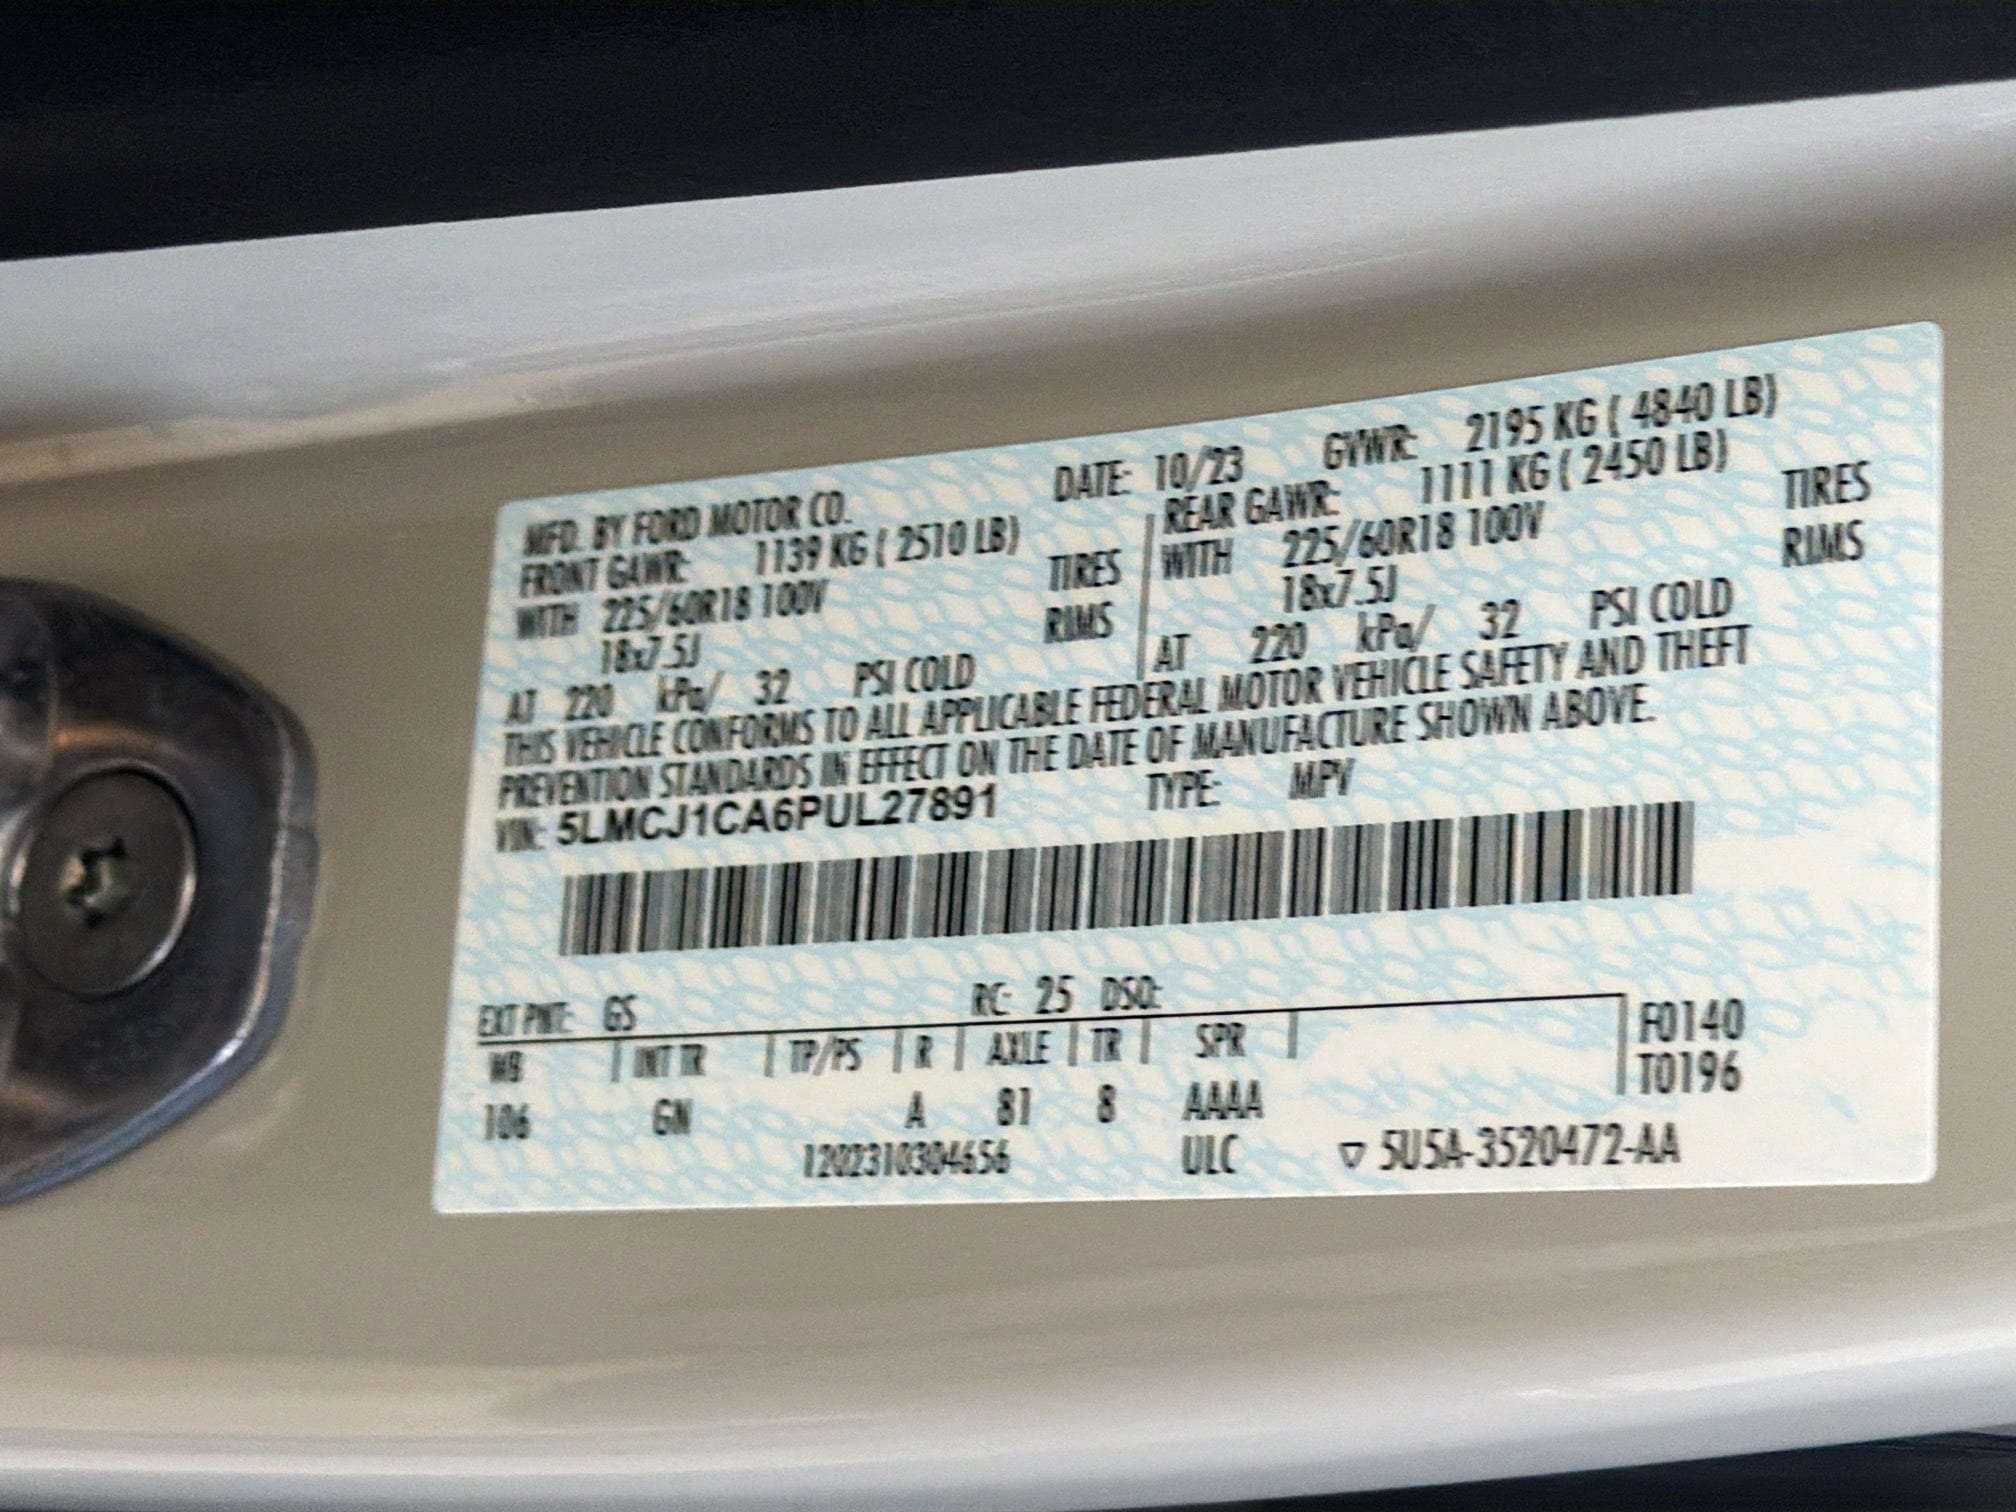 MFD. BY FORD MOTOR CO. DATE: 10/23 GVWR: 2195 KG ( 4840 LB)
FRONT GAWR: 1139 KG ( 2510 LB) REAR GAWR: 1111 KG ( 2450 LB)
WITH 225/60R18 100V TIRES WITH 225/60R18 100V TIRES
18x7.5J RIMS 18x7.5J RIMS
AT 220 kPa/ 32 PSI COLD AT 220 kPa/ 32 PSI COLD
THIS VEHICLE CONFORMS TO ALL APPLICABLE FEDERAL MOTOR VEHICLE SAFETY AND THEFT
PREVENTION STANDARDS IN EFFECT ON THE DATE OF MANUFACTURE SHOWN ABOVE.
VIN: 5LMCJ1CA6PUL27891 TYPE: MPV
EXT PNT: GS RC: 25 DSO:
WB | INT TR | TP/PS | R | AXLE | TR | SPR | F0140
106 GN A 81 8 AAAA T0196
1202310304656 ULC ▽ 5U5A-3520472-AA